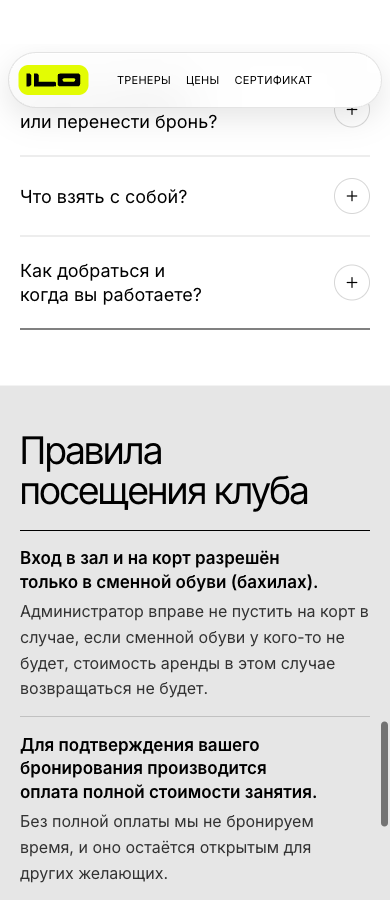 ILO
ТРЕНЕРЫ ЦЕНЫ СЕРТИФИКАТ
или перенести бронь?
Что взять с собой?
Как добраться и
когда вы работаете?
Правила
посещения клуба
Вход в зал и на корт разрешён
только в сменной обуви (бахилах).
Администратор вправе не пустить на корт в
случае, если сменной обуви у кого-то не
будет, стоимость аренды в этом случае
возвращаться не будет.
Для подтверждения вашего
бронирования производится
оплата полной стоимости занятия.
Без полной оплаты мы не бронируем
время, и оно остаётся открытым для
других желающих.